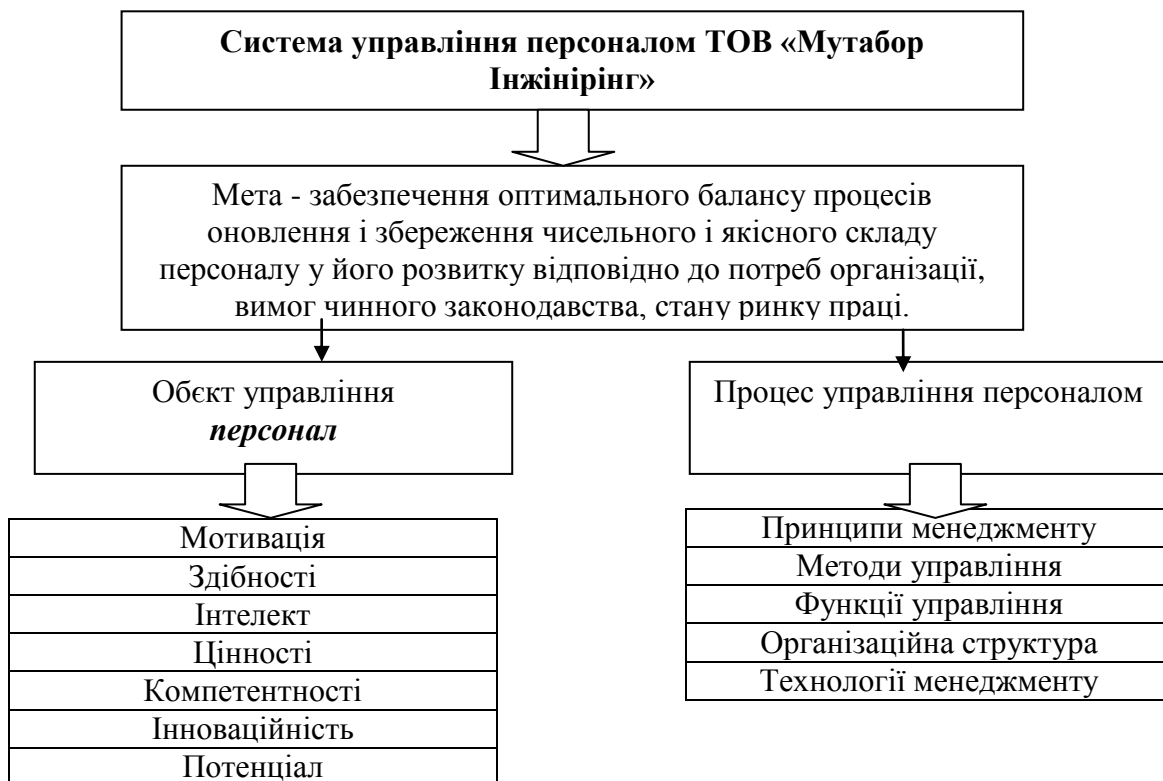 Система управління персоналом ТОВ «Мутабор
Інжинірінг»
Мета - забезпечення оптимального балансу процесів
оновлення і збереження чисельного і якісного складу
персоналу у його розвитку відповідно до потреб організації,
вимог чинного законодавства, стану ринку праці.
Обєкт управління
персонал
Мотивація
Здібності
Інтелект
Цінності
Компетентності
Інноваційність
Потенціал
Процес управління персоналом
Принципи менеджменту
Методи управління
Функції управління
Організаційна структура
Технології менеджменту